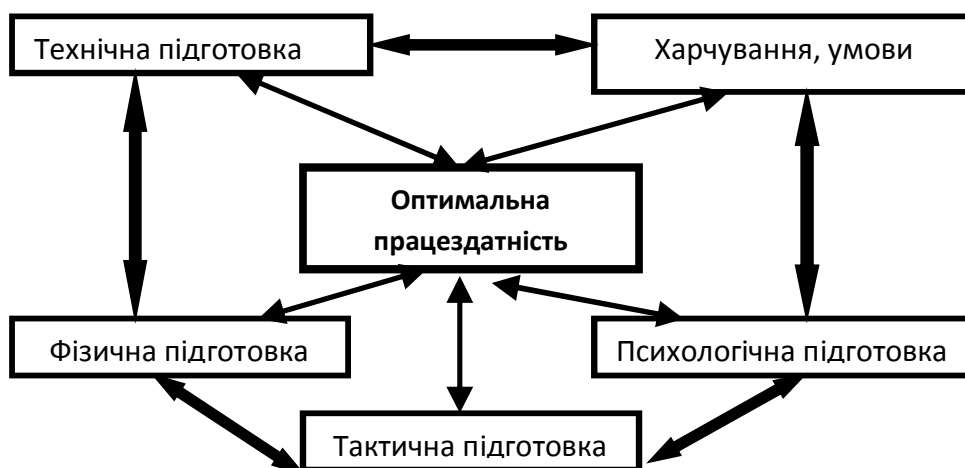 Технічна підготовка
Харчування, умови
Оптимальна
працездатність
Фізична підготовка
Психологічна підготовка
Тактична підготовка